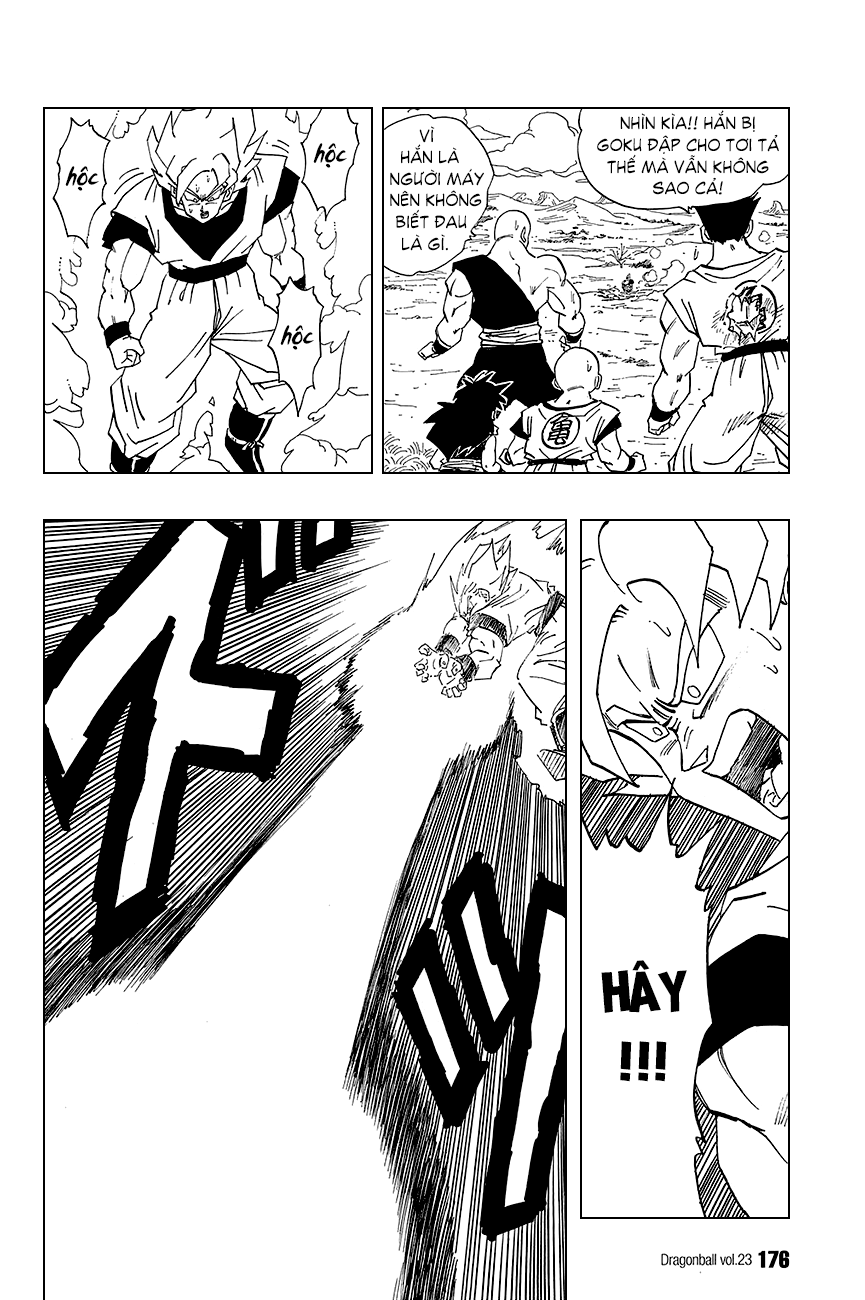 NHÌN KÌA!! HẮN BỊ
GOKU ĐẬP CHO TƠI TẢ
THẾ MÀ VẪN KHÔNG
SAO CẢ!
VÌ
HẮN LÀ
NGƯỜI MÁY
NÊN KHÔNG
BIẾT ĐAU
LÀ GÌ.
hộc
hộc
hộc
亀
HÂY
!!!
Dragonball vol.23 176